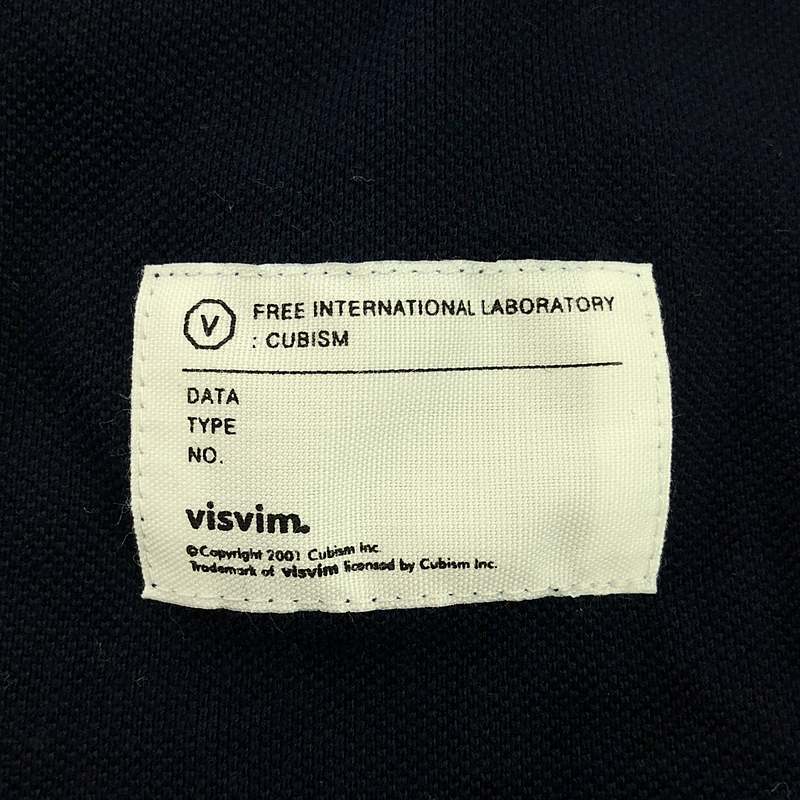 V
FREE INTERNATIONAL LABORATORY
: CUBISM
DATA
TYPE
NO.
visvim.
©Copyright 2001 Cubism Inc.
Trademark of visvim licensed by Cubism Inc.